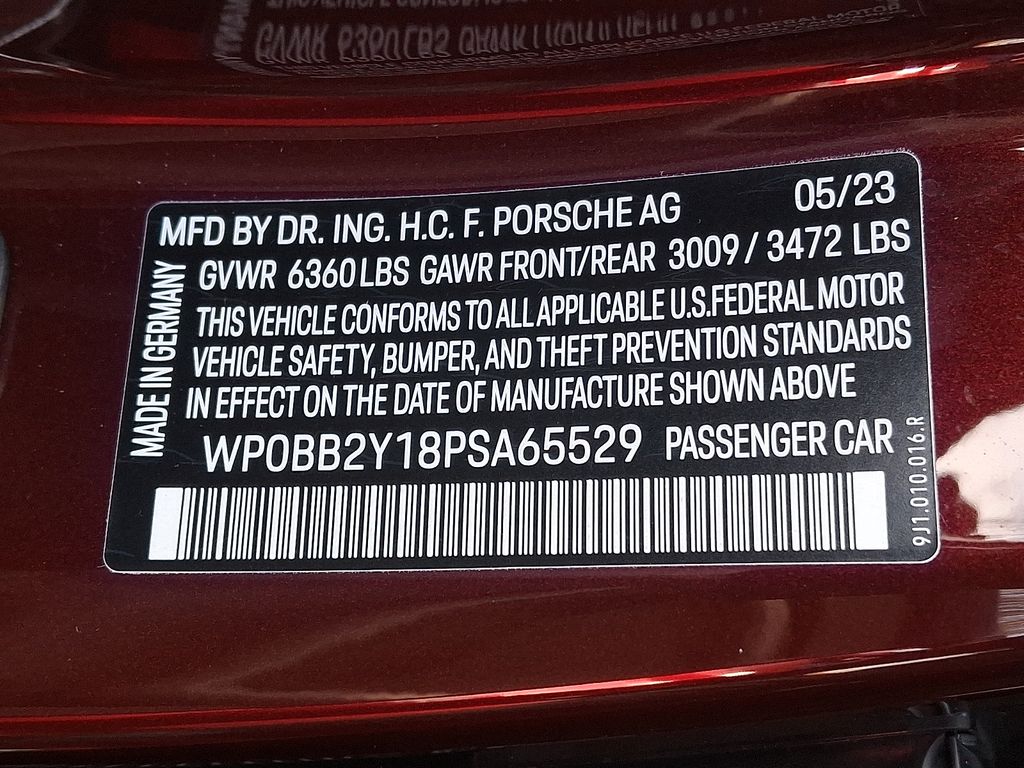 MFD BY DR. ING. H.C. F. PORSCHE AG 05/23
GVWR 6360 LBS GAWR FRONT/REAR 3009 / 3472 LBS
THIS VEHICLE CONFORMS TO ALL APPLICABLE U.S.FEDERAL MOTOR
VEHICLE SAFETY, BUMPER, AND THEFT PREVENTION STANDARDS
IN EFFECT ON THE DATE OF MANUFACTURE SHOWN ABOVE
WP0BB2Y18PSA65529 PASSENGER CAR
MADE IN GERMANY
9J1.010.016.R